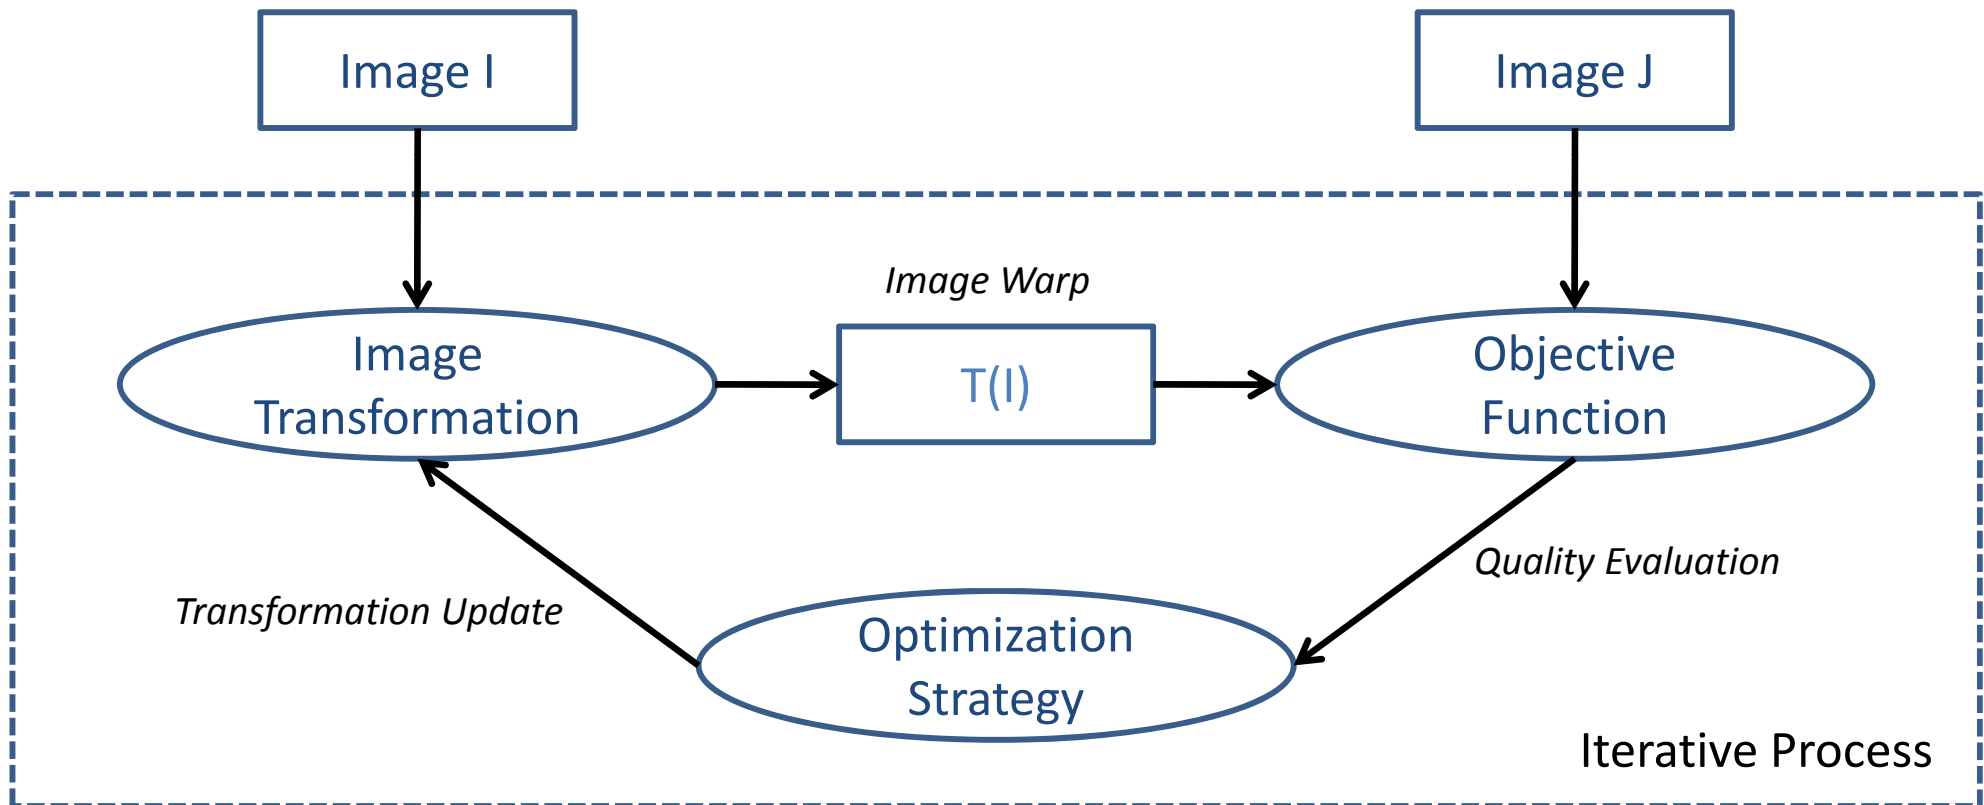 Image I
Image J
Image Warp
Image
Transformation
T(I)
Objective
Function
Quality Evaluation
Transformation Update
Optimization
Strategy
Iterative Process